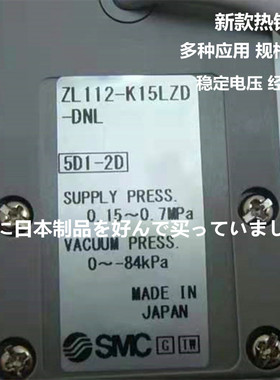 新款热销
多种应用 规格
稳定电压 经
ZL112-K15LZD
-DNL
5D1-2D
SUPPLY PRESS.
0.15～0.7MPa
に日本制品を好んで买っていまし
VACUUM PRESS.
0～-84kPa
MADE IN
JAPAN
SMC G TW